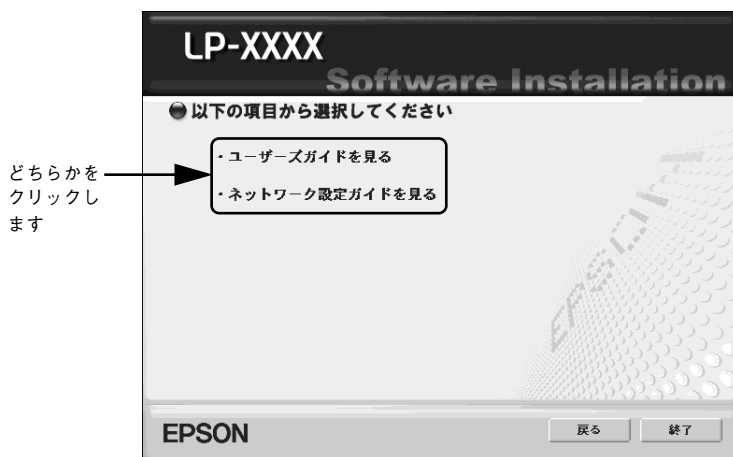 LP-XXXX
Software Installation
以下の項目から選択してください
・ユーザーズガイドを見る
・ネットワーク設定ガイドを見る
どちらかを
クリックし
ます
EPSON
EPSON
戻る
終了